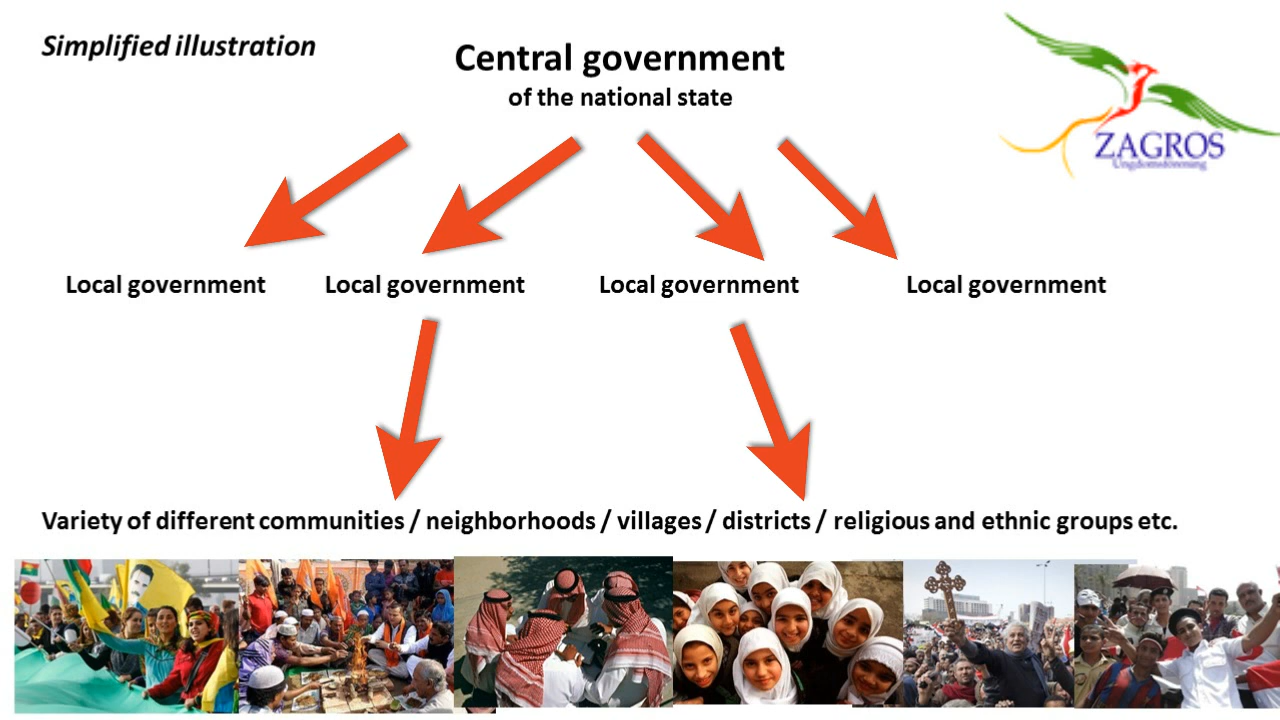 Simplified illustration
Central government
of the national state
ZAGROS
Ungdomsförening
Local government
Local government
Local government
Local government
Variety of different communities / neighborhoods / villages / districts / religious and ethnic groups etc.